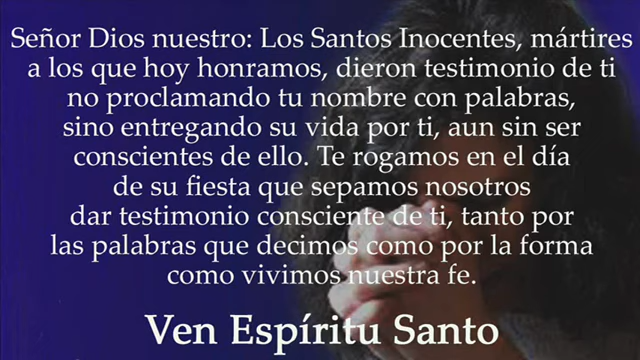 Señor Dios nuestro: Los Santos Inocentes, mártires
a los que hoy honramos, dieron testimonio de ti
no proclamando tu nombre con palabras,
sino entregando su vida por ti, aun sin ser
conscientes de ello. Te rogamos en el día
de su fiesta que sepamos nosotros
dar testimonio consciente de ti, tanto por
las palabras que decimos como por la forma
como vivimos nuestra fe.
Ven Espíritu Santo